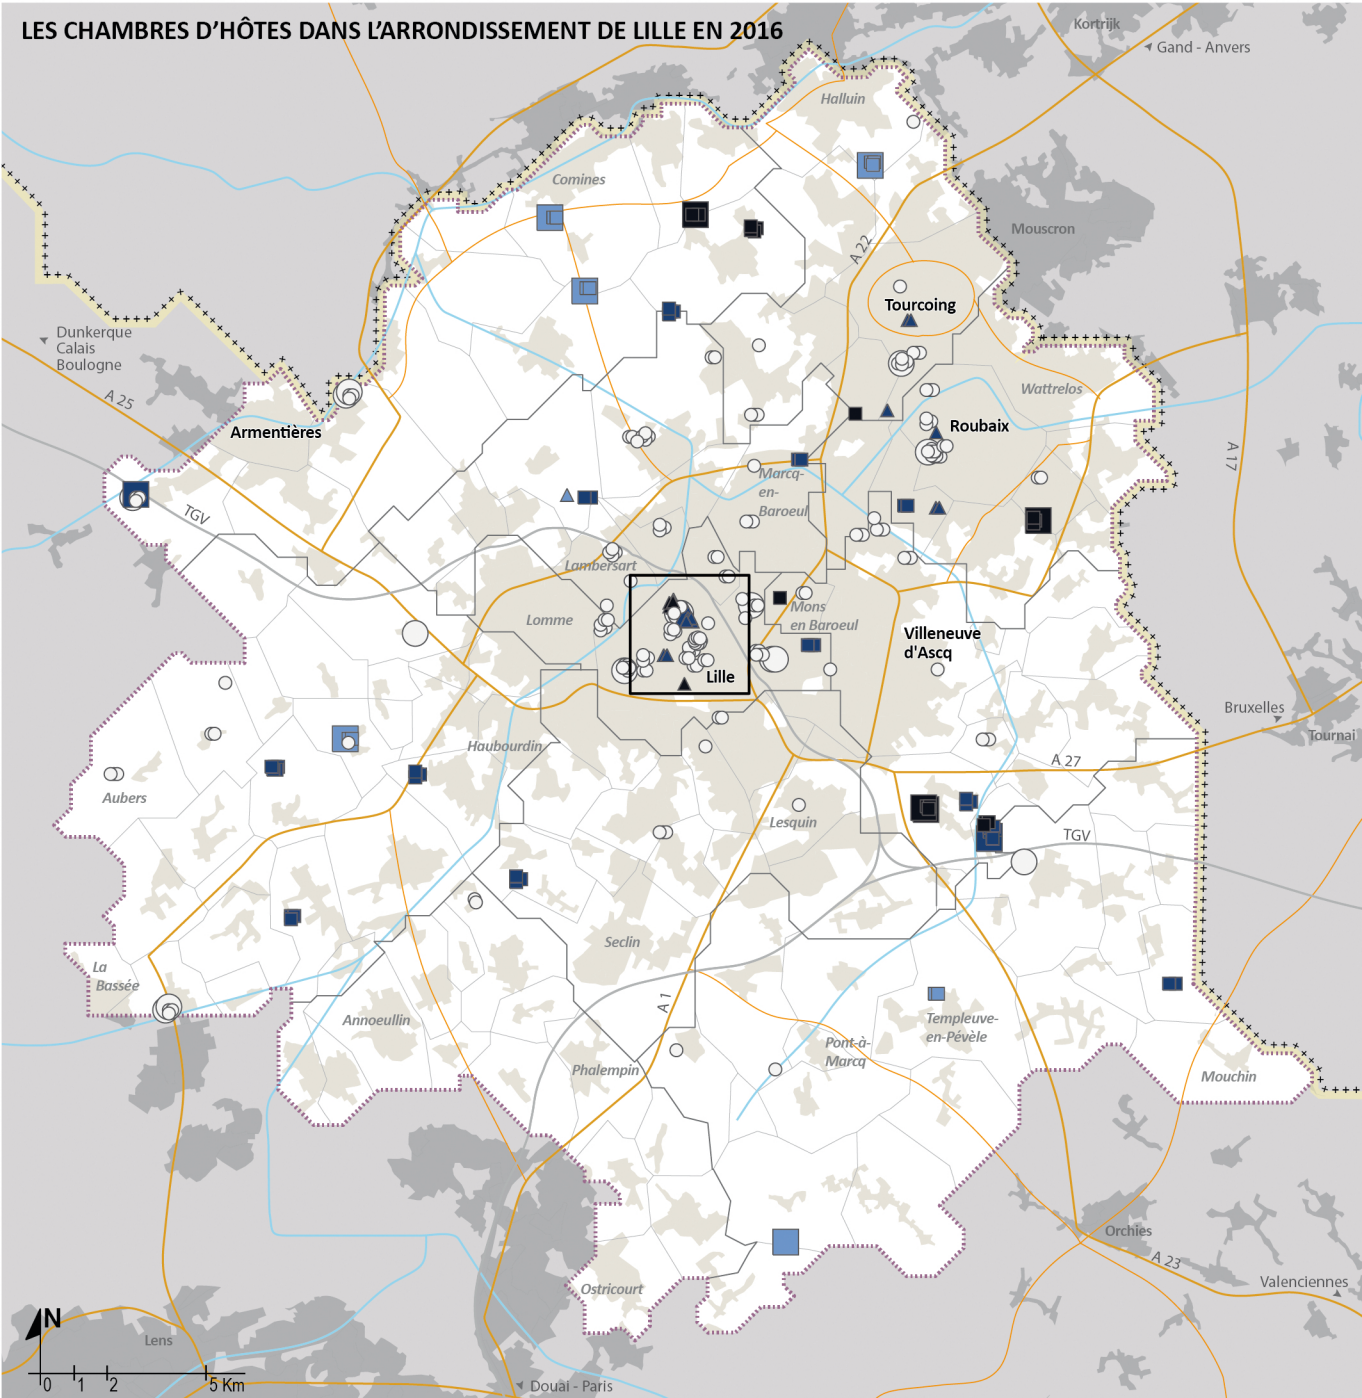 LES CHAMBRES D'HÔTES DANS L'ARRONDISSEMENT DE LILLE EN 2016
Kortrijk
Gand - Anvers
Halluin
Comines
Mouscron
A 22
Tourcoing
Dunkerque
Calais
Boulogne
A 25
Wattrelos
Armentières
Roubaix
A 17
Marcq-
en-
Baroeul
TGV
Lambersart
Lomme
Mons
en Baroeul
Villeneuve
d'Ascq
Lille
Bruxelles
Tournai
Haubourdin
A 27
Aubers
Lesquin
TGV
Seclin
La
Bassée
A 1
Annoeullin
Templeuve-
en-Pévèle
Pont-à-
Marcq
Phalempin
Mouchin
Orchies
A 23
Valenciennes
Ostricourt
N
Lens
0 1 2 5 Km
Douai - Paris